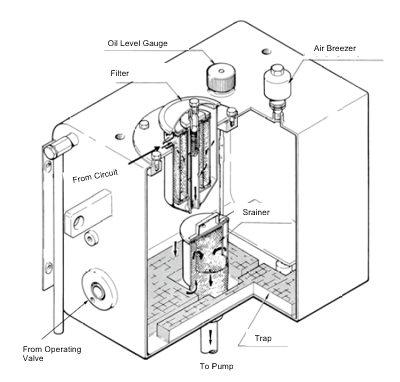 Oil Level Gauge
Air Breezer
Filter
From Circuit
Srainer
From Operating
Valve
Trap
To Pump